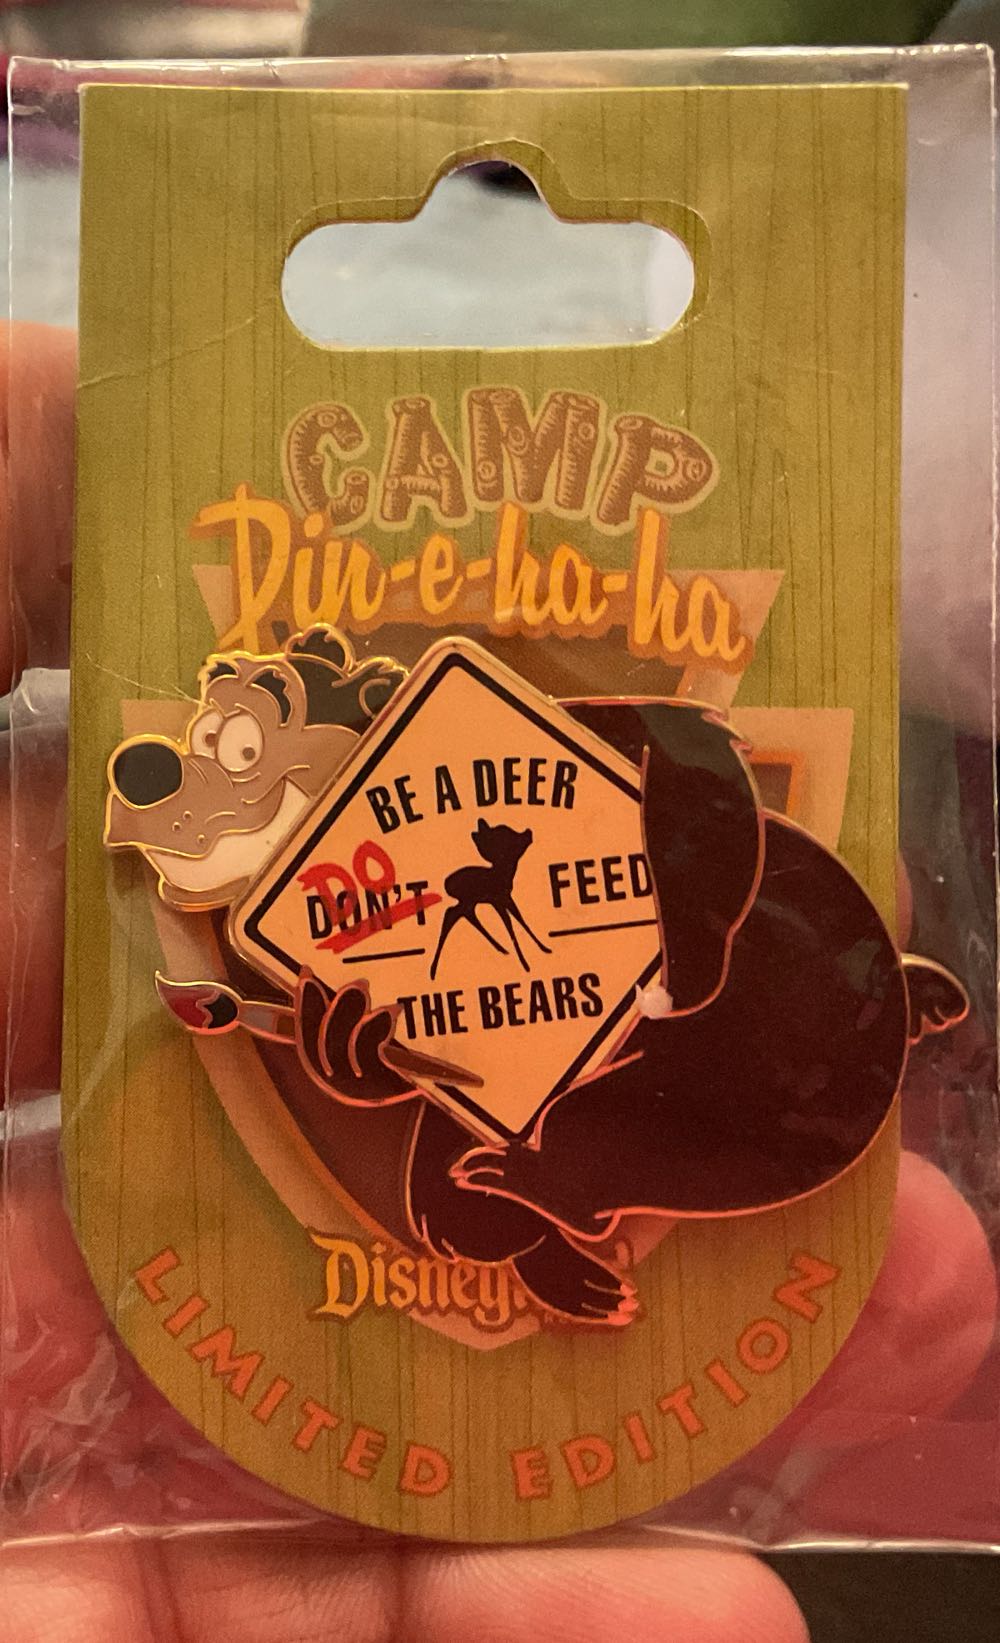 CAMP
Pin-e-ha-ha
BE A DEER
DO
DON'T FEED
THE BEARS
LIMITED EDITION